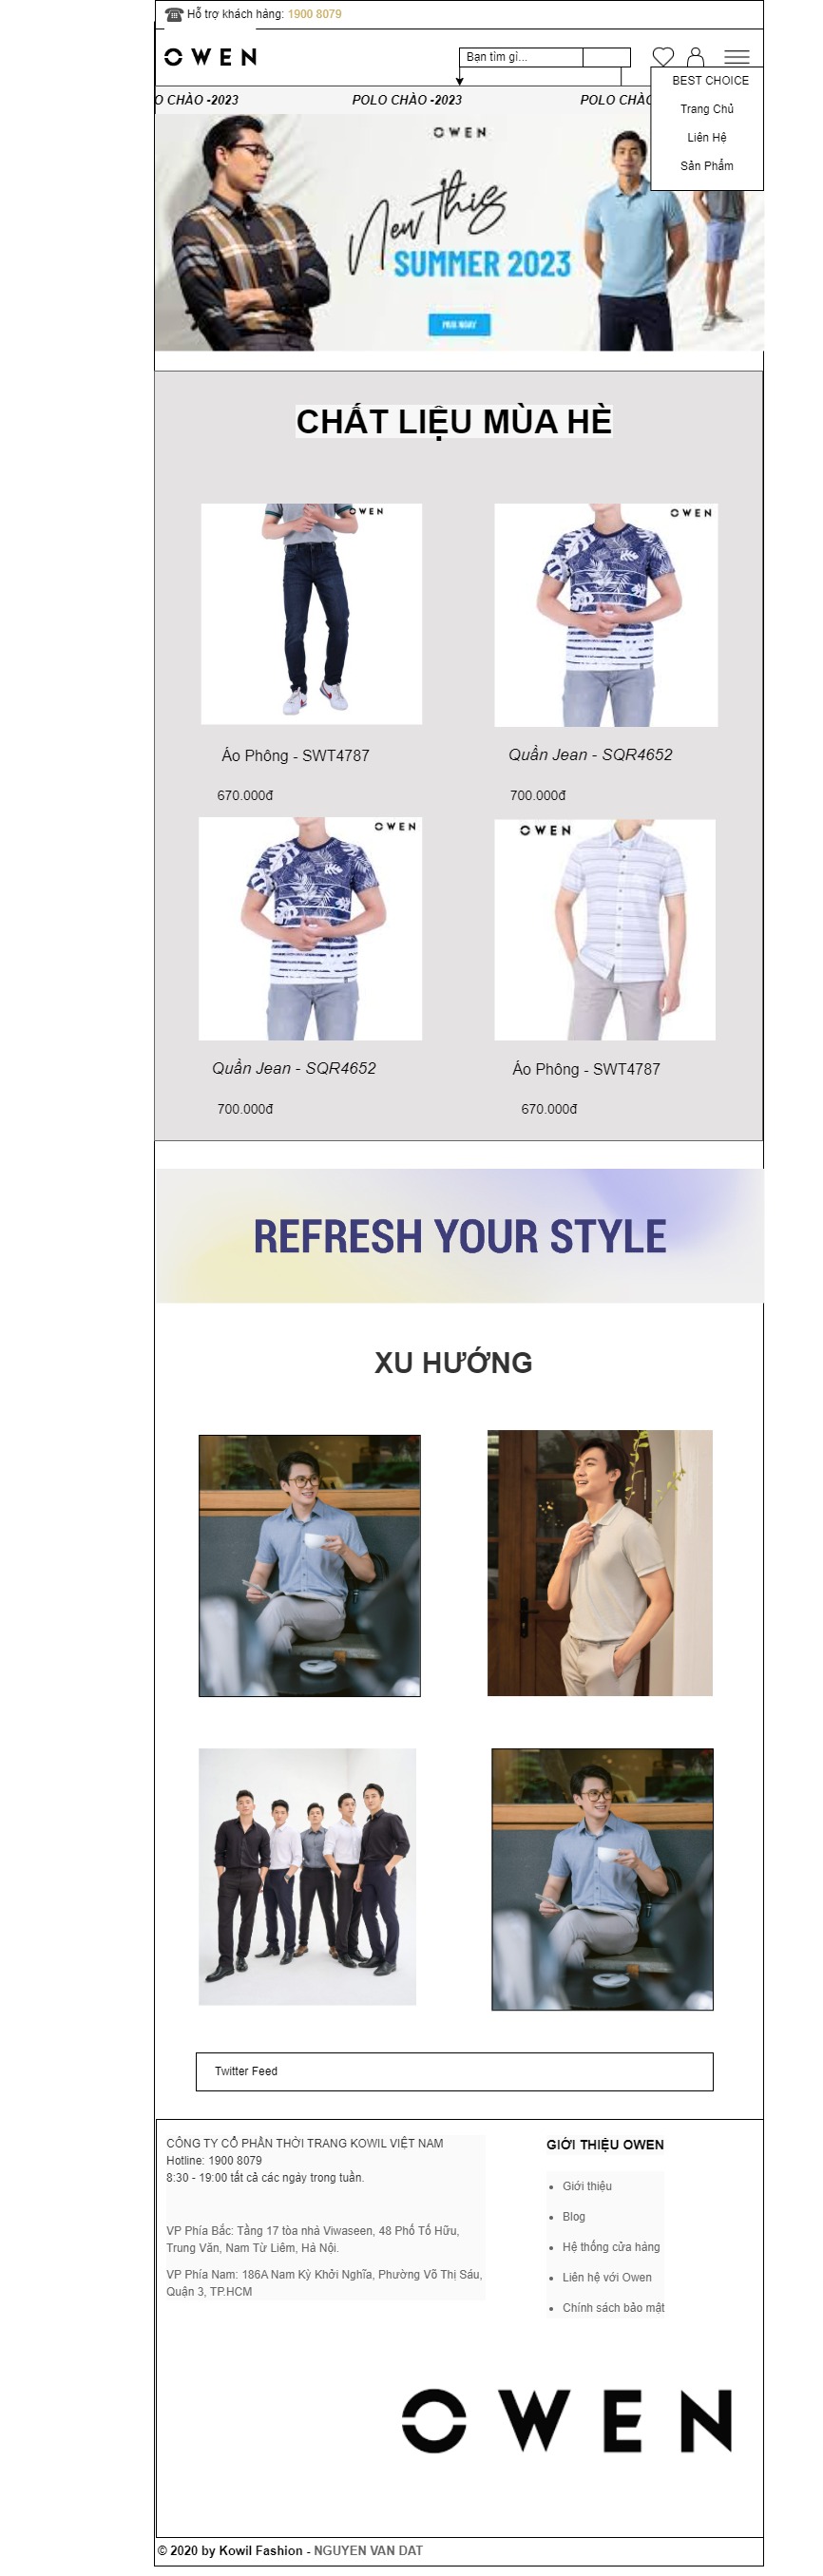 Hỗ trợ khách hàng: 1900 8079
OWEN
Bạn tìm gì...
BEST CHOICE
Trang Chủ
Liên Hệ
Sản Phẩm
O CHÀO -2023
POLO CHÀO -2023
POLO CHÀO
OWEN
New this
SUMMER 2023
MUA NGAY
CHẤT LIỆU MÙA HÈ
OWEN
OWEN
Áo Phông - SWT4787
Quần Jean - SQR4652
670.000đ
700.000đ
OWEN
OWEN
Quần Jean - SQR4652
Áo Phông - SWT4787
700.000đ
670.000đ
REFRESH YOUR STYLE
XU HƯỚNG
Twitter Feed
CÔNG TY CỔ PHẦN THỜI TRANG KOWIL VIỆT NAM
Hotline: 1900 8079
8:30 - 19:00 tất cả các ngày trong tuần.
VP Phía Bắc: Tầng 17 tòa nhà Viwaseen, 48 Phố Tố Hữu,
Trung Văn, Nam Từ Liêm, Hà Nội.
VP Phía Nam: 186A Nam Kỳ Khởi Nghĩa, Phường Võ Thị Sáu,
Quận 3, TP.HCM
GIỚI THIỆU OWEN
• Giới thiệu
• Blog
• Hệ thống cửa hàng
• Liên hệ với Owen
• Chính sách bảo mật
OWEN
© 2020 by Kowil Fashion - NGUYEN VAN DAT